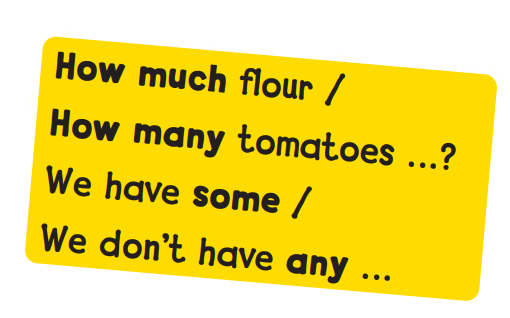 How much flour /
How many tomatoes ...?
We have some /
We don't have any ...